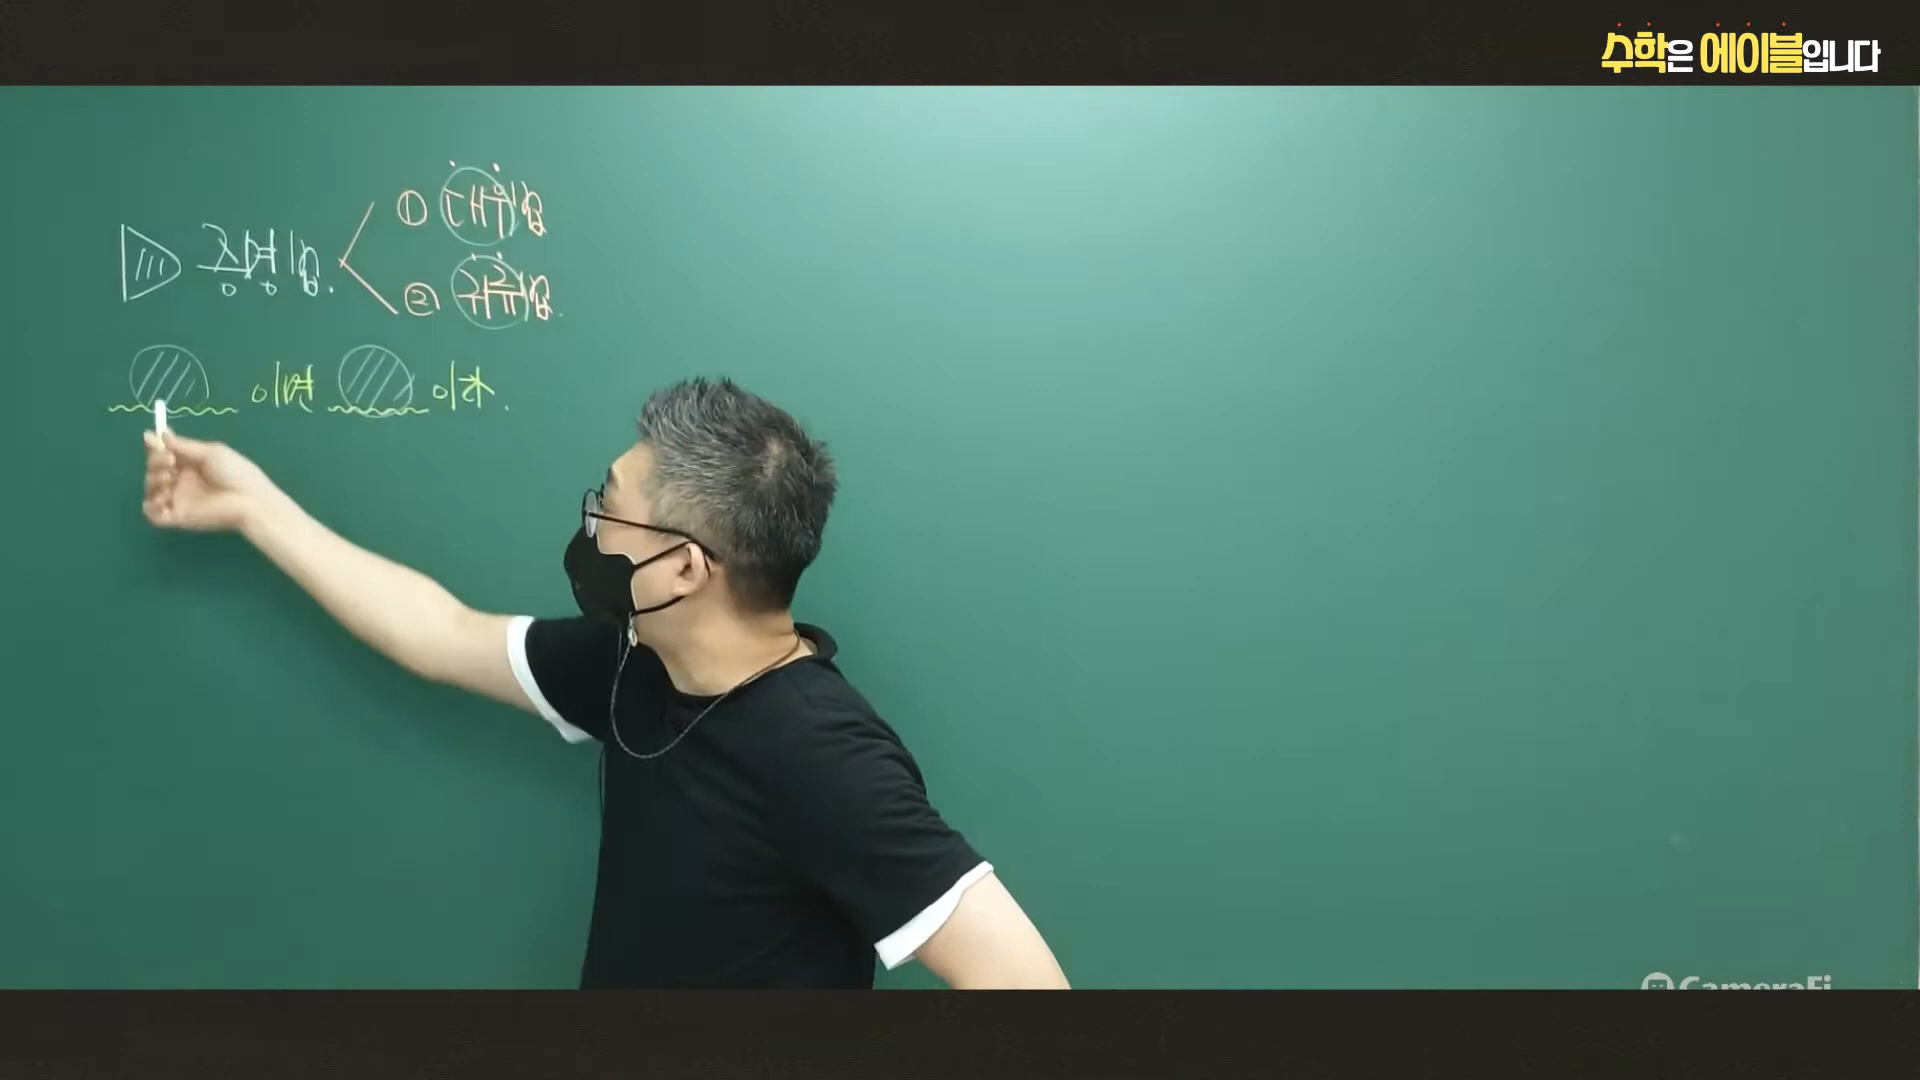 수학은 에이블입니다
① 대우법
증명법.
② 귀류법.
이면 이다.
CameraFi